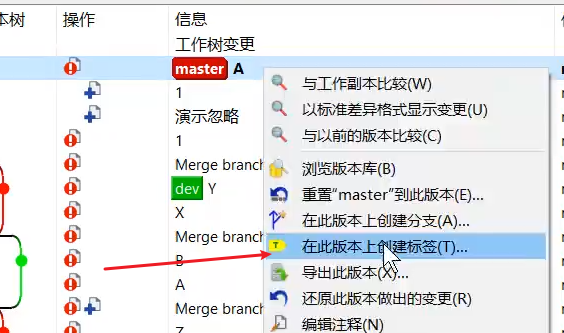 本树 操作 信息
工作树变更
master A
1
演示忽略
1
Merge branch
dev Y
X
Merge branch
B
A
Merge branch
Z
与工作副本比较(W)
以标准差异格式显示变更(U)
与以前的版本比较(C)
浏览版本库(B)
重置“master”到此版本(E)...
在此版本上创建分支(A)...
在此版本上创建标签(T)...
导出此版本(X)...
还原此版本做出的变更(R)
编辑注释(N)